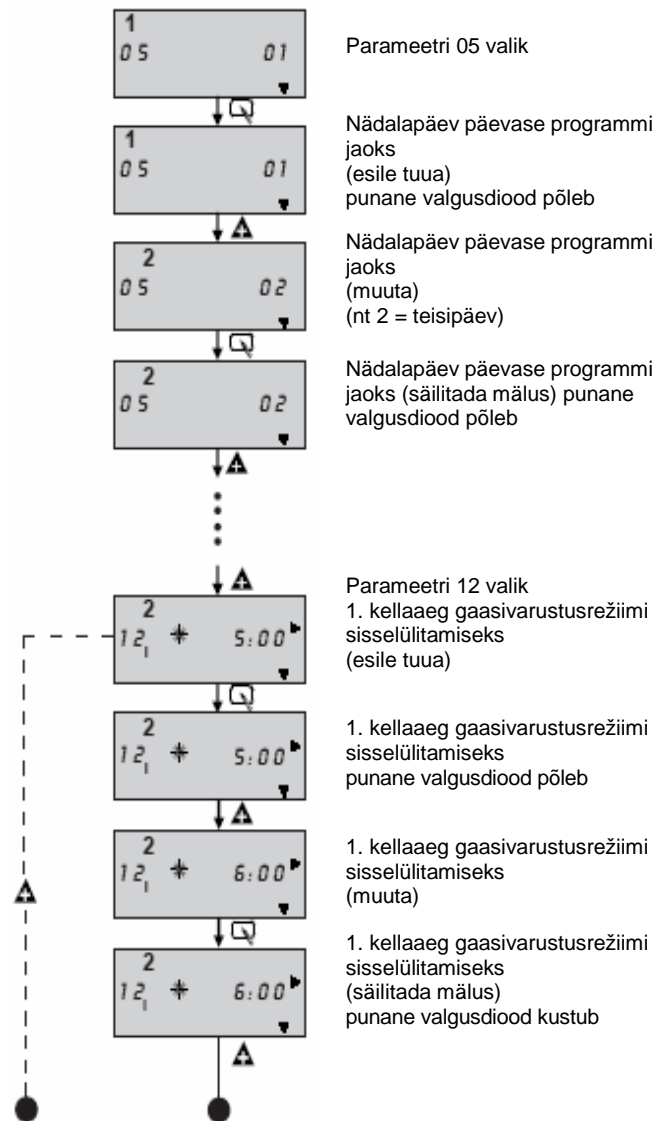 1
05 01
Parameetri 05 valik
1
05 01
Nädalapäev päevase programmi
jaoks
(esile tuua)
punane valgusdiood põleb
2
05 02
Nädalapäev päevase programmi
jaoks
(muuta)
(nt 2 = teisipäev)
2
05 02
Nädalapäev päevase programmi
jaoks (säilitada mälus) punane
valgusdiood põleb
2
12 5:00
Parameetri 12 valik
1. kellaaeg gaasivarustusrežiimi
sisselülitamiseks
(esile tuua)
2
12 5:00
1. kellaaeg gaasivarustusrežiimi
sisselülitamiseks
punane valgusdiood põleb
2
12 6:00
1. kellaaeg gaasivarustusrežiimi
sisselülitamiseks
(muuta)
2
12 6:00
1. kellaaeg gaasivarustusrežiimi
sisselülitamiseks
(säilitada mälus)
punane valgusdiood kustub